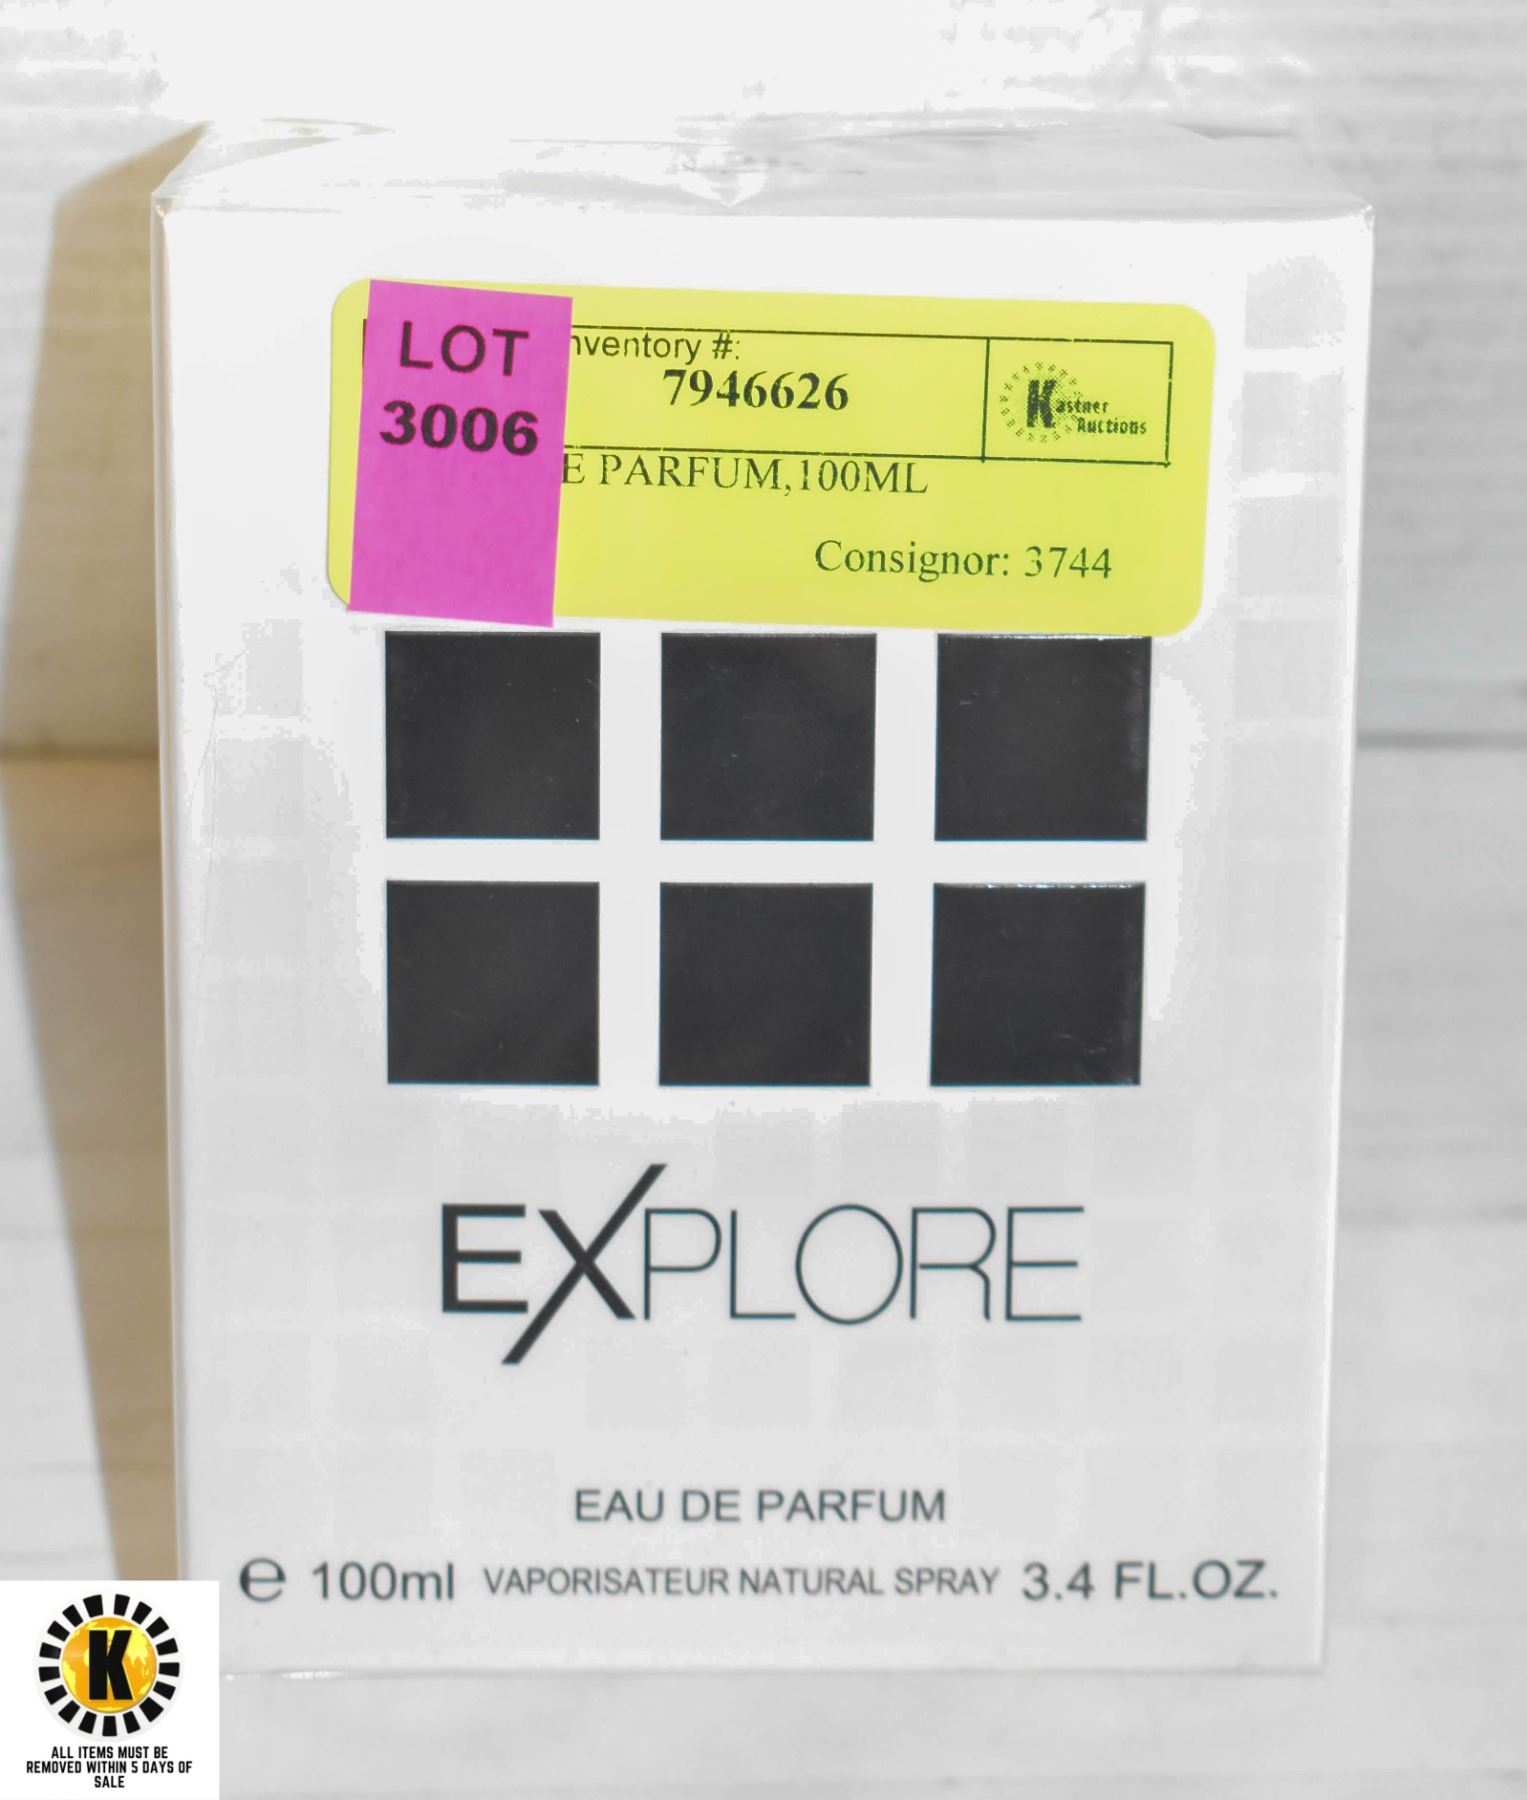 LOT
3006
nventory #:
7946626
Kastner
Auctions
E PARFUM,100ML
Consignor: 3744
EXPLORE
EAU DE PARFUM
e 100ml VAPORISATEUR NATURAL SPRAY 3.4 FL.OZ.
K
ALL ITEMS MUST BE
REMOVED WITHIN 5 DAYS OF
SALE